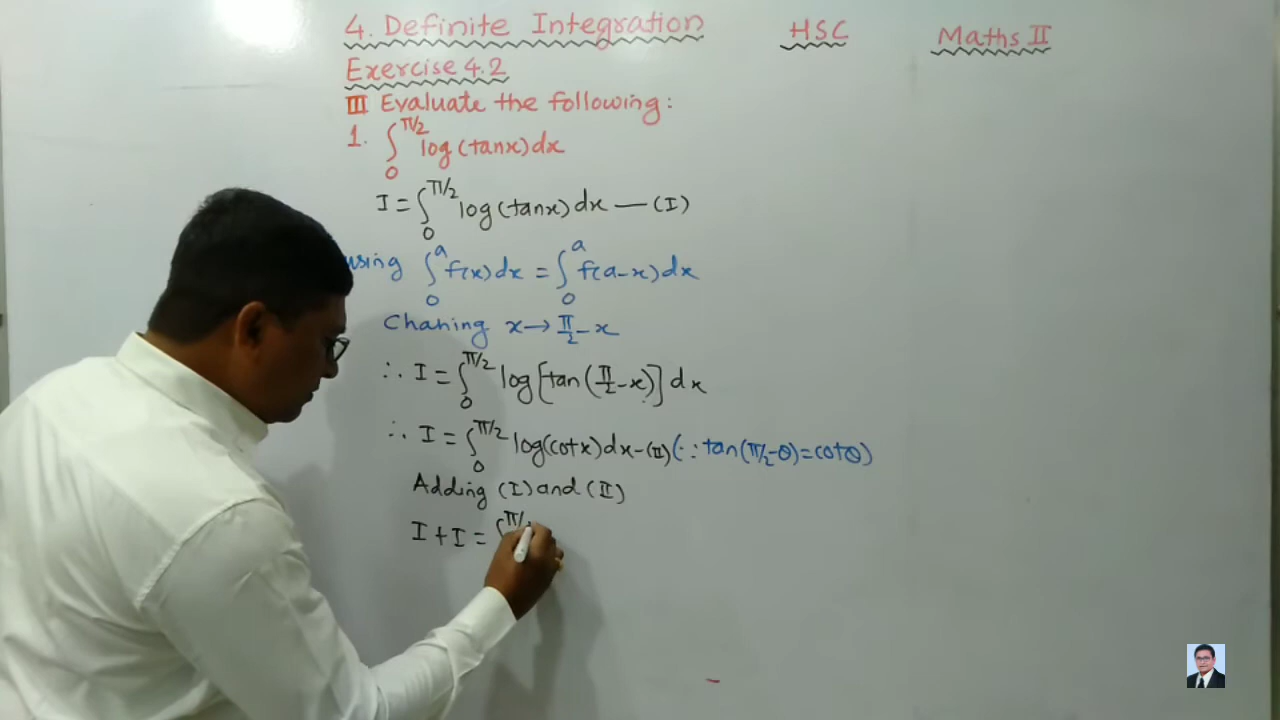 4. Definite Integration HSC Maths II
Exercise 4.2
III Evaluate the following:
1. ∫₀^(π/2) log(tanx)dx
I = ∫₀^(π/2) log(tanx)dx — (I)
using ∫₀^a f(x)dx = ∫₀^a f(a-x)dx
Chaning x → π/2 - x
∴ I = ∫₀^(π/2) log[tan(π/2 - x)] dx
∴ I = ∫₀^(π/2) log(cotx)dx - (II) (∵ tan(π/2 - θ) = cotθ)
Adding (I) and (II)
I + I = ∫^π/